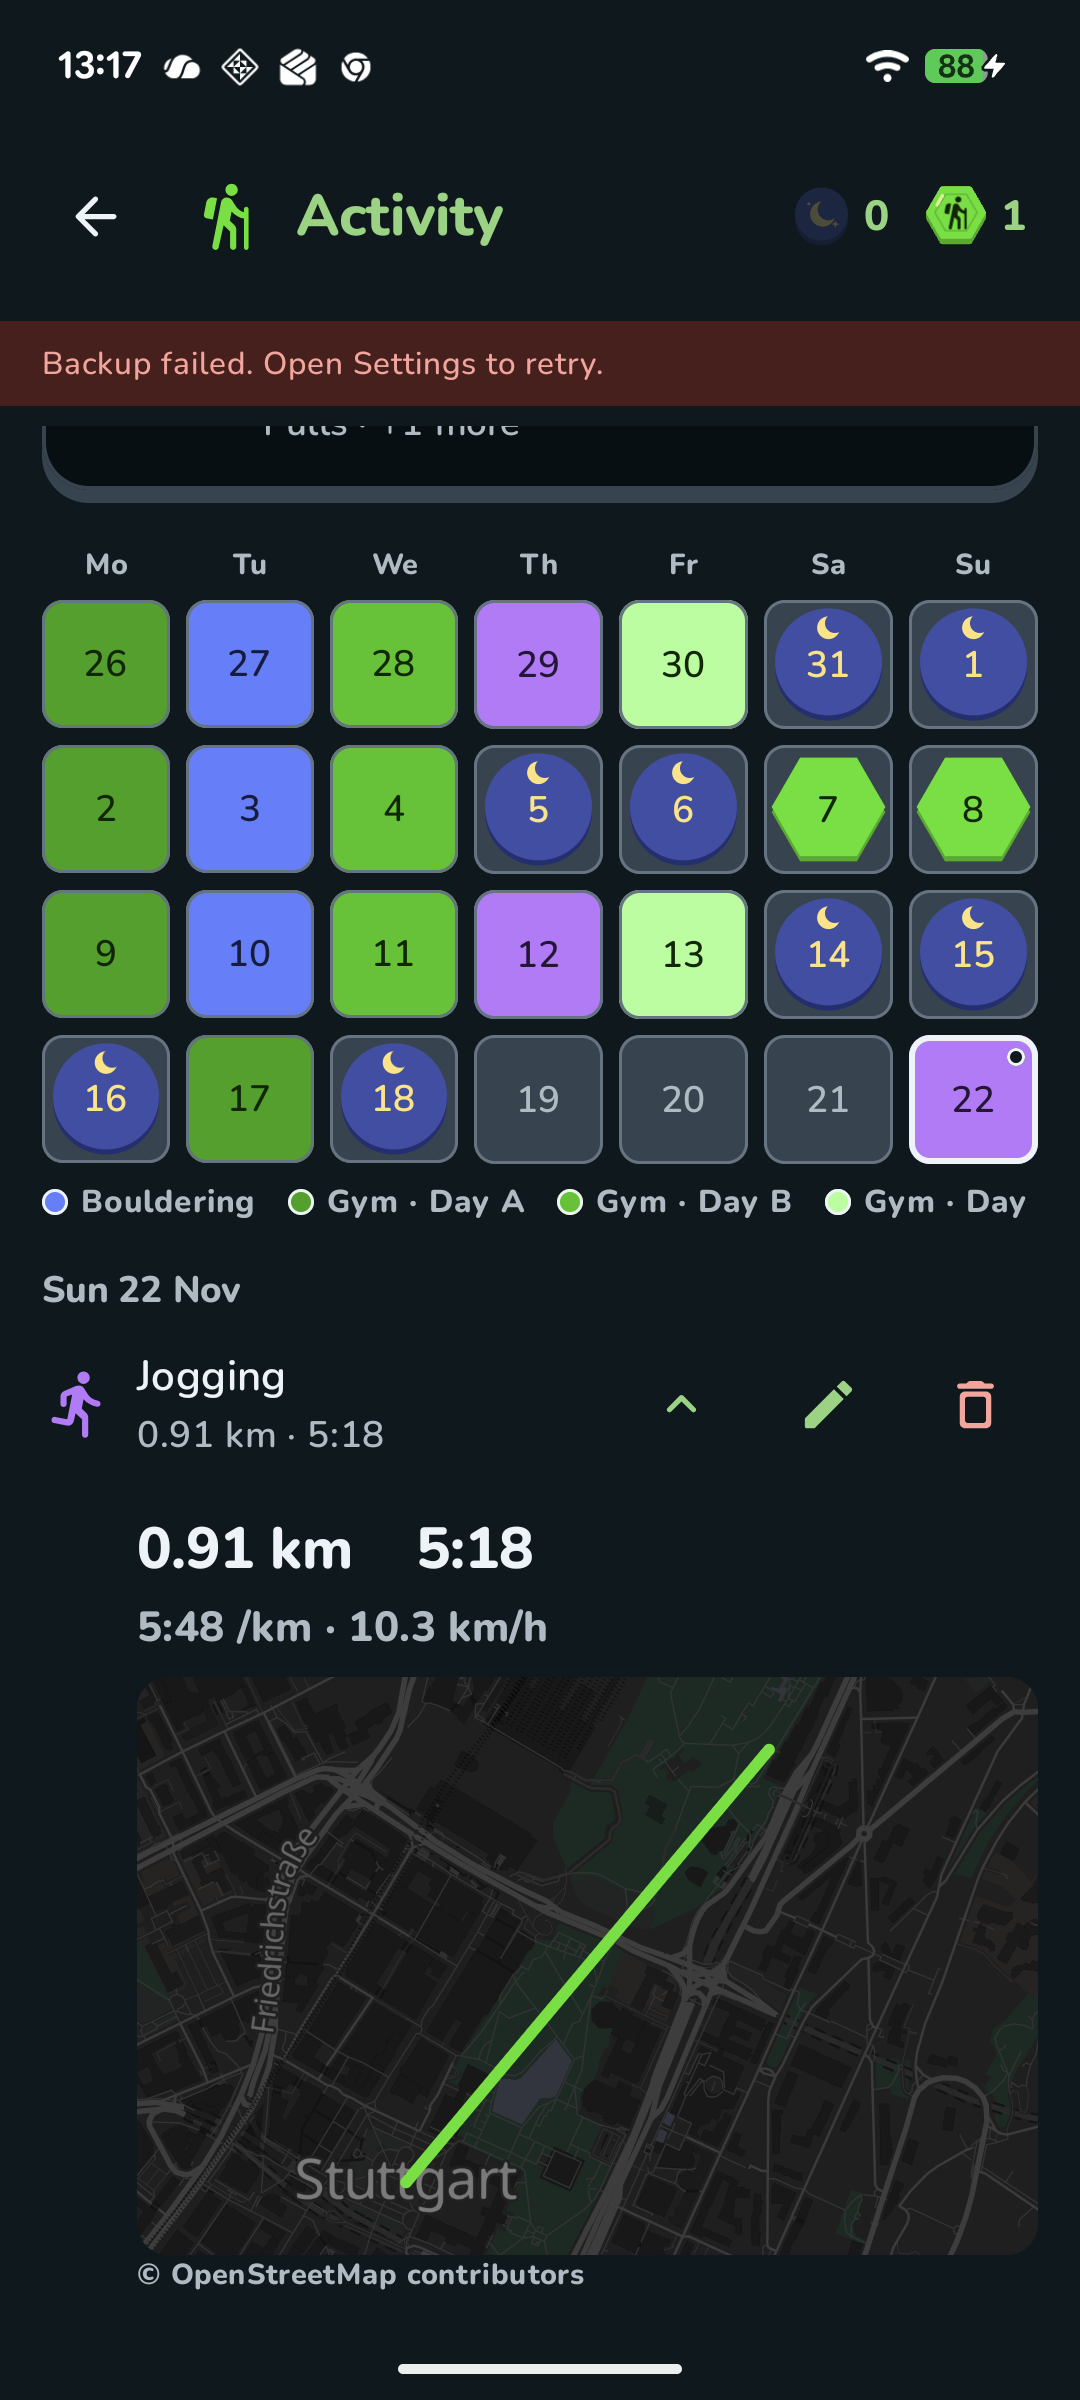 13:17 88
Activity 0 1
Backup failed. Open Settings to retry.
Pulls · +1 more
Mo Tu We Th Fr Sa Su
26 27 28 29 30 31 1
2 3 4 5 6 7 8
9 10 11 12 13 14 15
16 17 18 19 20 21 22
Bouldering Gym · Day A Gym · Day B Gym · Day
Sun 22 Nov
Jogging
0.91 km · 5:18
0.91 km 5:18
5:48 /km · 10.3 km/h
Friedrichstraße
Stuttgart
© OpenStreetMap contributors